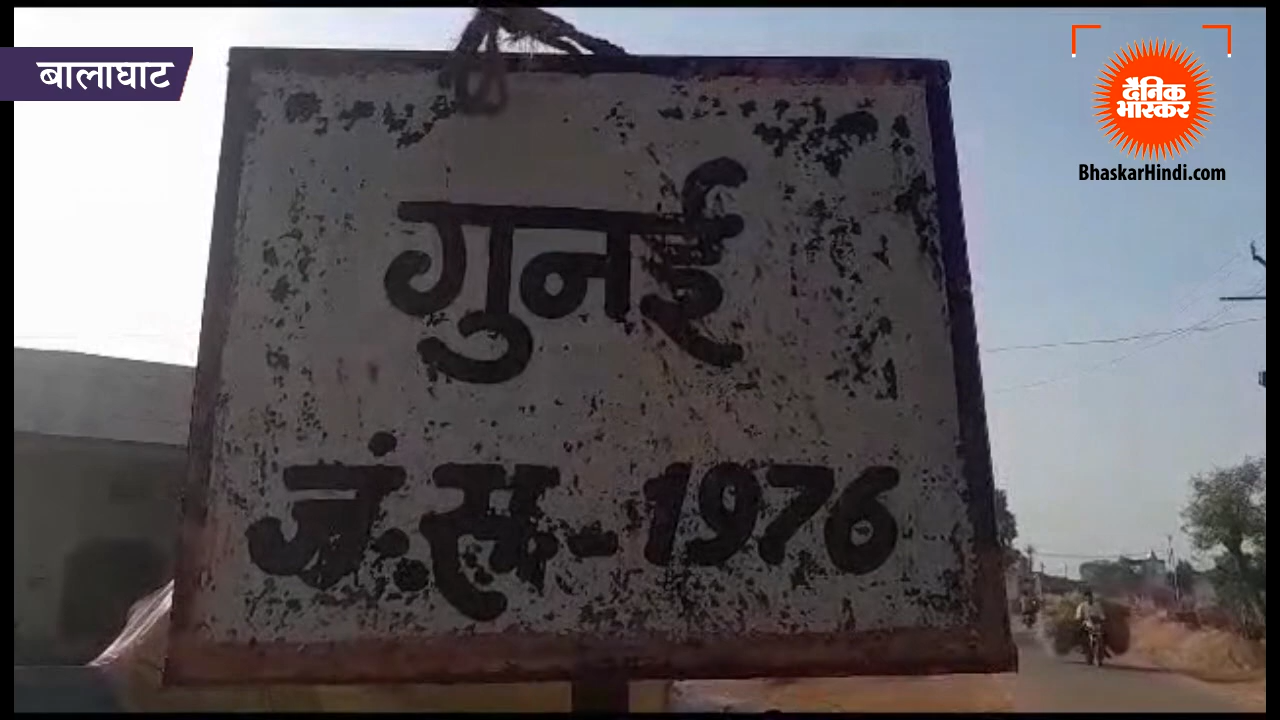 बालाघाट
दैनिक
भास्कर
BhaskarHindi.com
गुनई
जं.सं.-1976